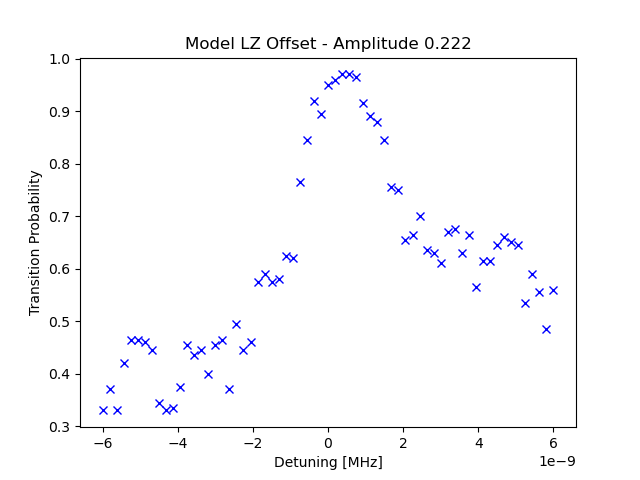 Model LZ Offset - Amplitude 0.222
1.0
0.9
0.8
0.7
0.6
0.5
0.4
0.3
Transition Probability
−6 −4 −2 0 2 4 6
1e−9
Detuning [MHz]